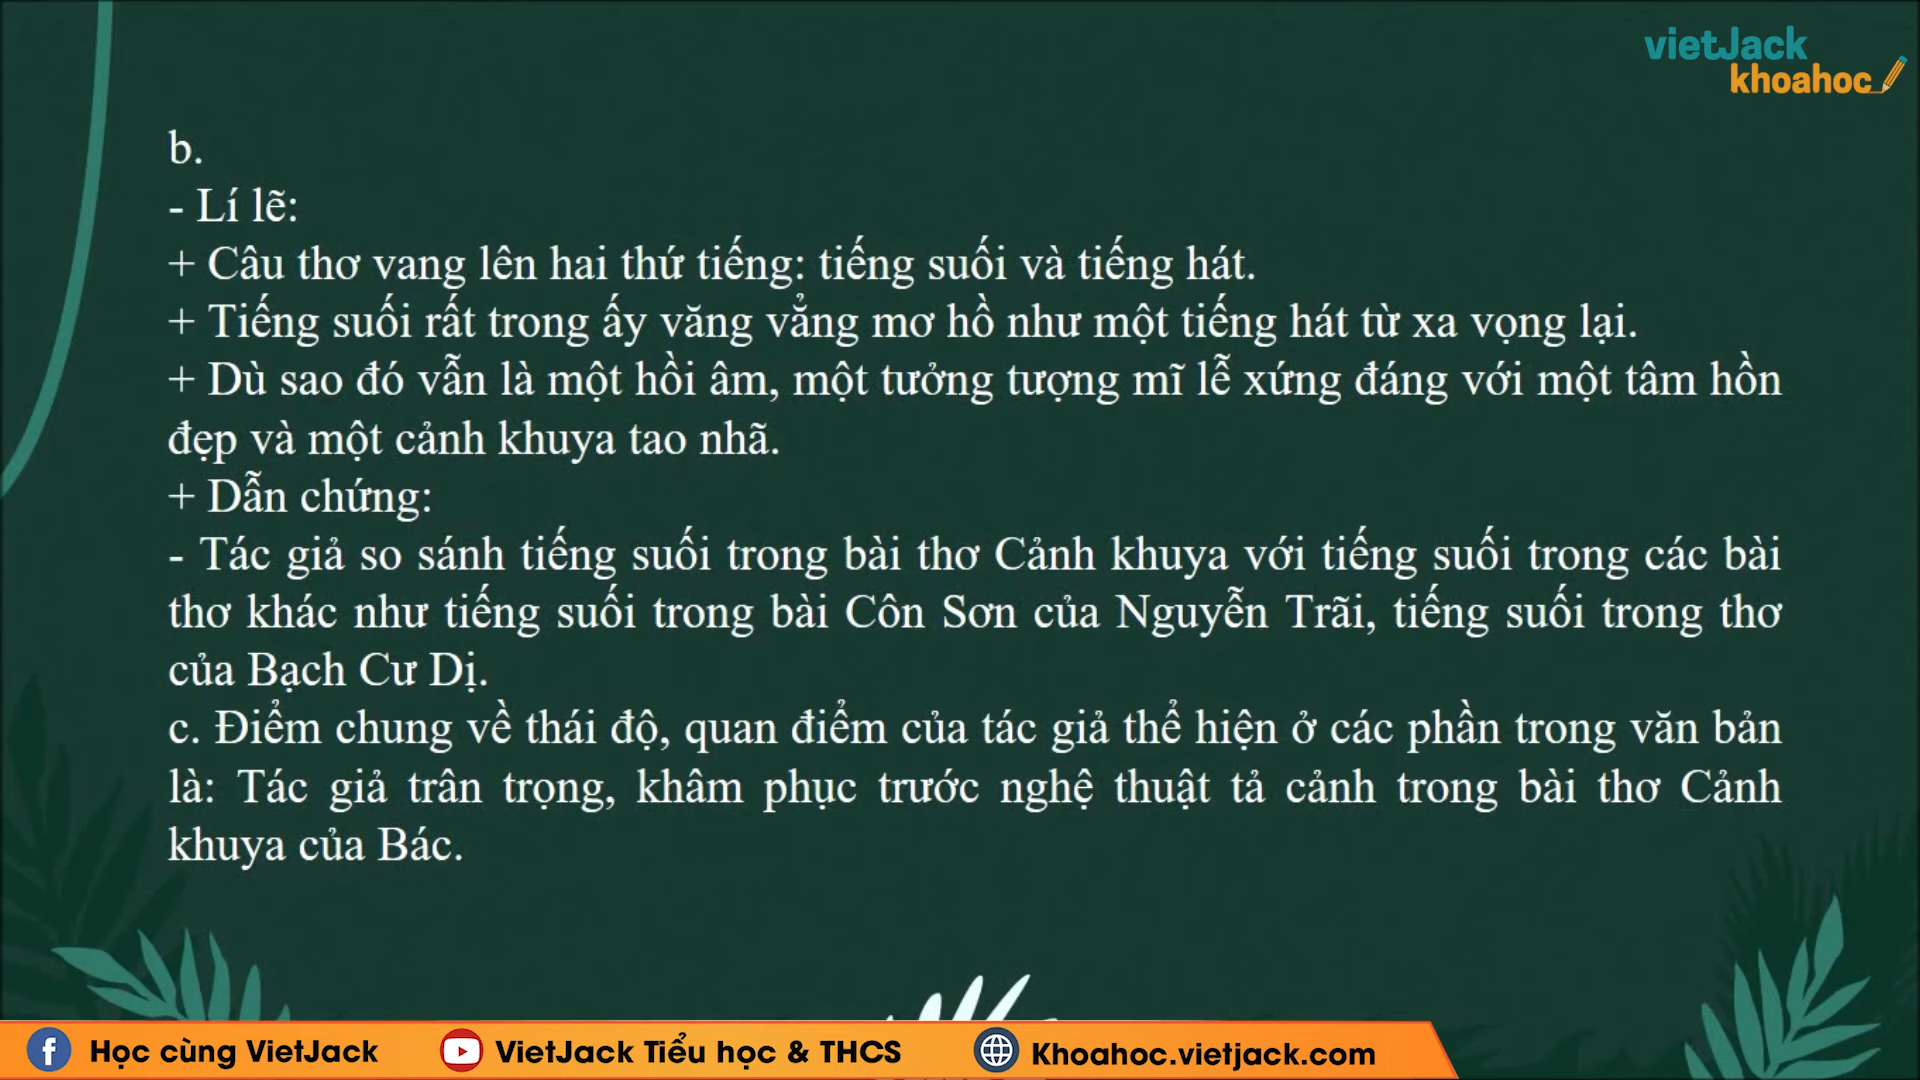 vietJack
khoahoc
b.
- Lí lẽ:
+ Câu thơ vang lên hai thứ tiếng: tiếng suối và tiếng hát.
+ Tiếng suối rất trong ấy văng vẳng mơ hồ như một tiếng hát từ xa vọng lại.
+ Dù sao đó vẫn là một hồi âm, một tưởng tượng mĩ lễ xứng đáng với một tâm hồn
đẹp và một cảnh khuya tao nhã.
+ Dẫn chứng:
- Tác giả so sánh tiếng suối trong bài thơ Cảnh khuya với tiếng suối trong các bài
thơ khác như tiếng suối trong bài Côn Sơn của Nguyễn Trãi, tiếng suối trong thơ
của Bạch Cư Dị.
c. Điểm chung về thái độ, quan điểm của tác giả thể hiện ở các phần trong văn bản
là: Tác giả trân trọng, khâm phục trước nghệ thuật tả cảnh trong bài thơ Cảnh
khuya của Bác.
Học cùng VietJack VietJack Tiểu học & THCS Khoahoc.vietjack.com